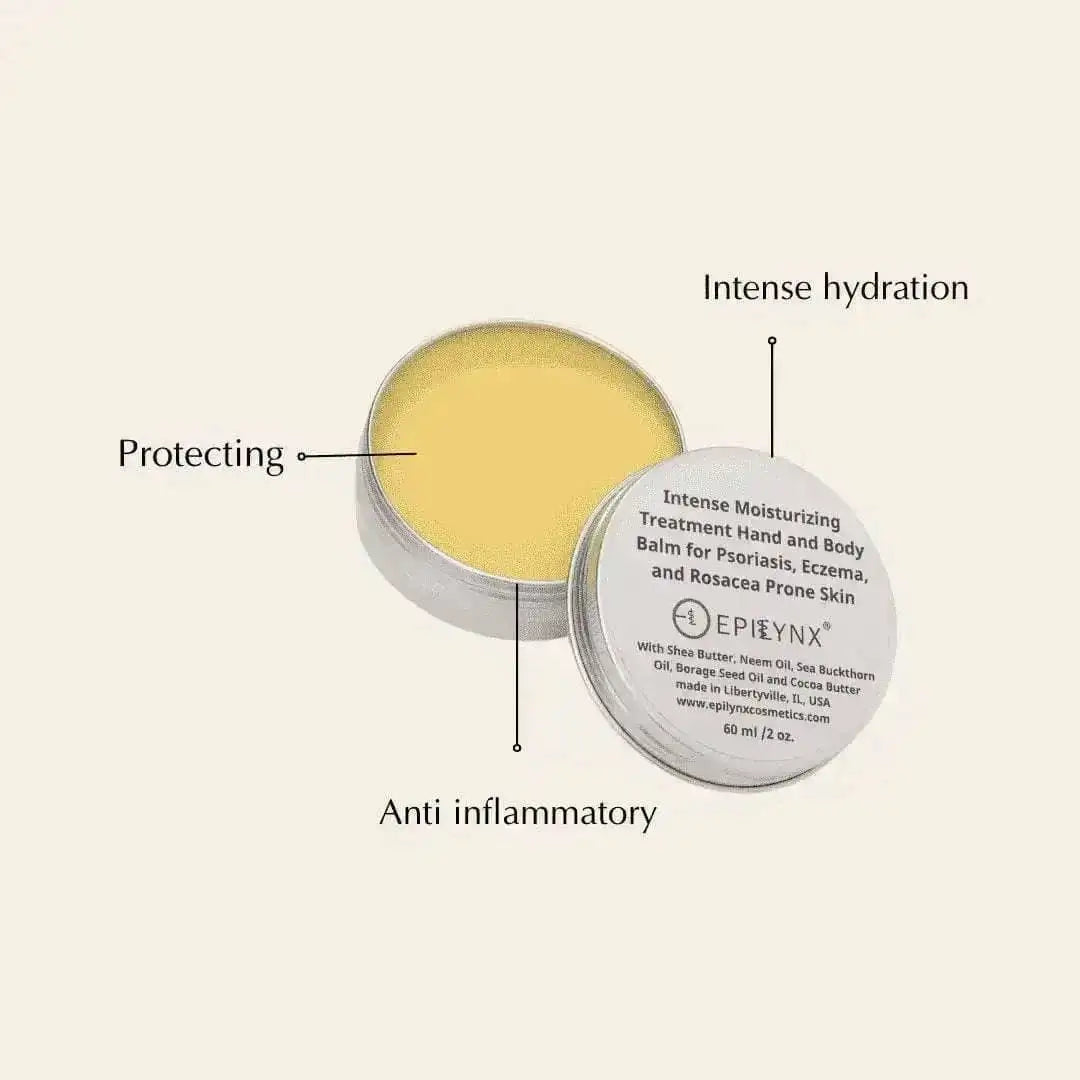 Intense hydration
Protecting
Intense Moisturizing
Treatment Hand and Body
Balm for Psoriasis, Eczema,
and Rosacea Prone Skin
EPILYNX®
With Shea Butter, Neem Oil, Sea Buckthorn
Oil, Borage Seed Oil and Cocoa Butter
made in Libertyville, IL, USA
www.epilynxcosmetics.com
60 ml /2 oz.
Anti inflammatory